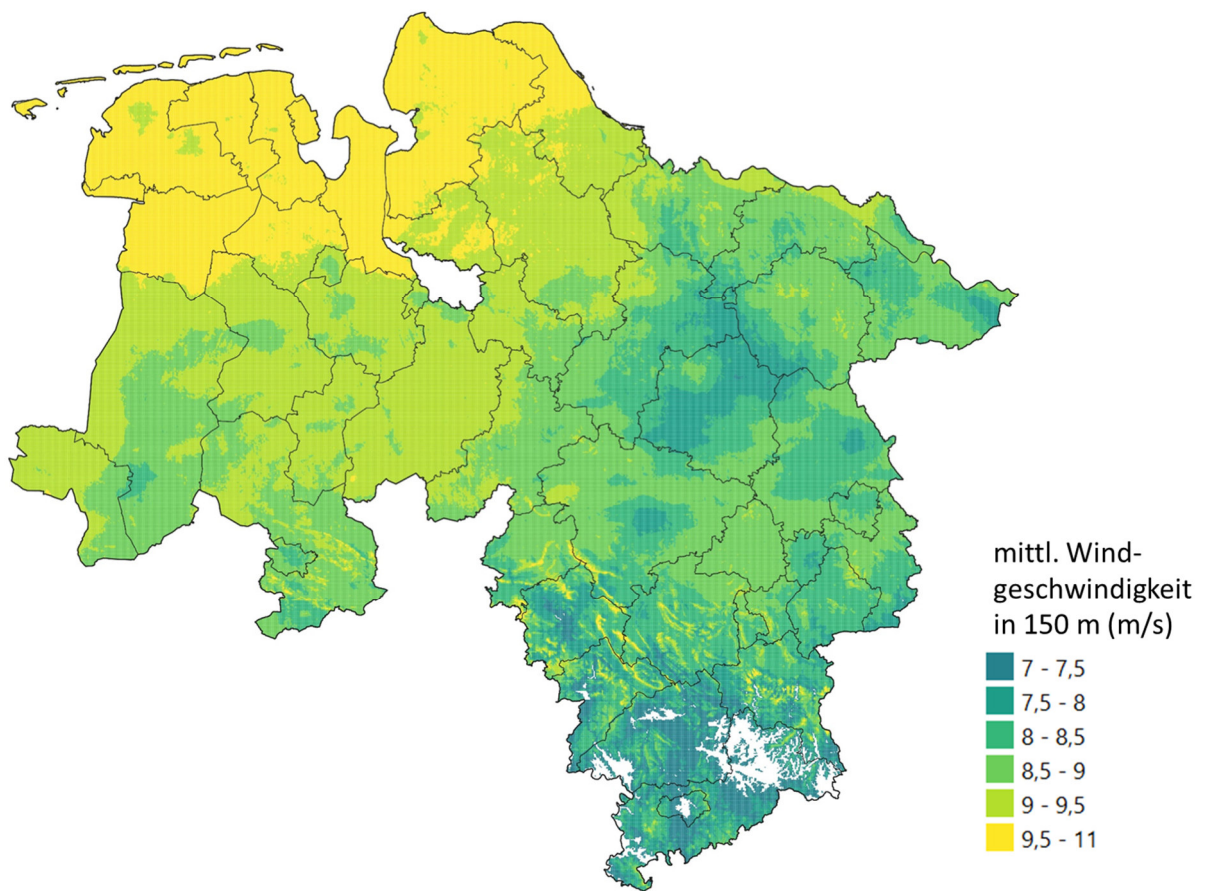 mittl. Wind-
geschwindigkeit
in 150 m (m/s)
7 - 7,5
7,5 - 8
8 - 8,5
8,5 - 9
9 - 9,5
9,5 - 11